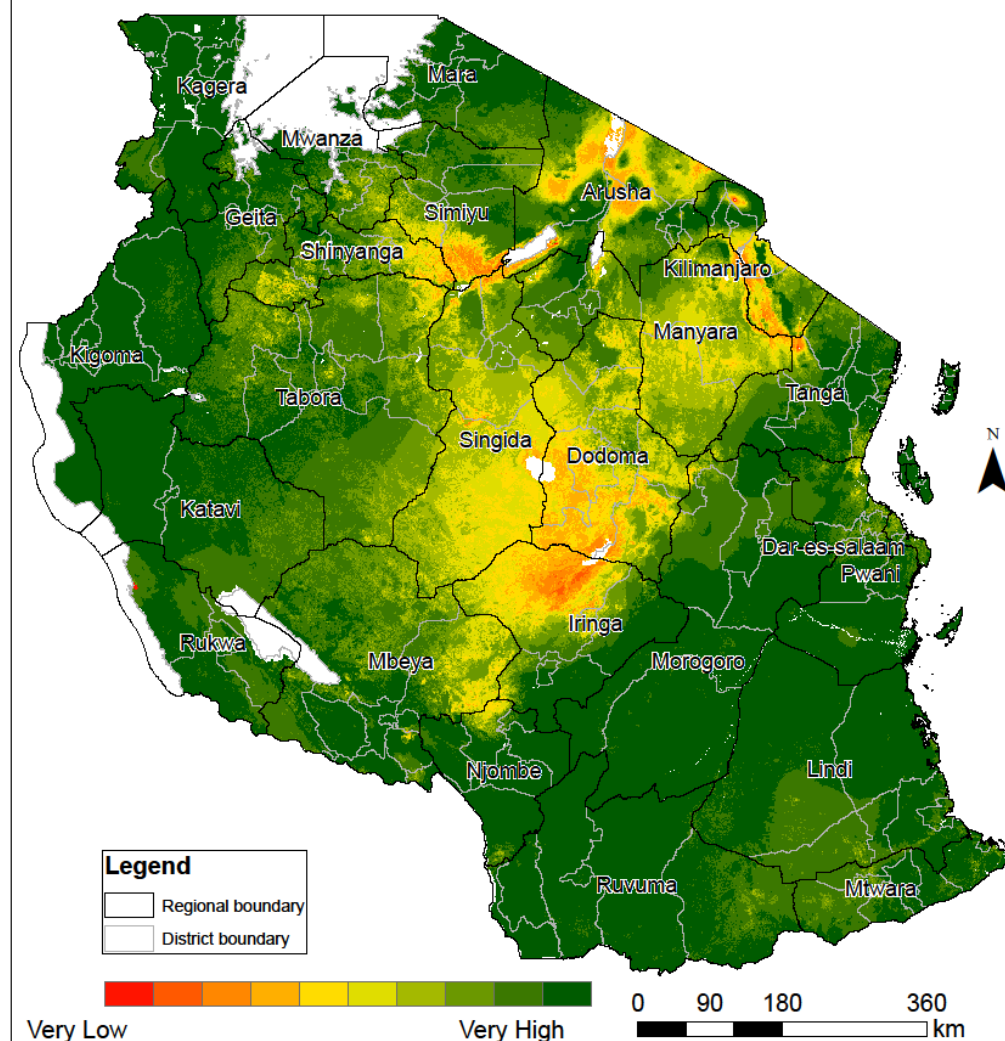 Mara
Kagera
Mwanza
Arusha
Simiyu
Geita
Shinyanga
Kilimanjaro
Manyara
Kigoma
Tanga
Tabora
Singida
Dodoma
N
Katavi
Dar-es-salaam
Pwani
Iringa
Rukwa
Mbeya
Morogoro
Njombe
Lindi
Ruvuma
Mtwara
Legend
Regional boundary
District boundary
Very Low
Very High
0 90 180 360
km